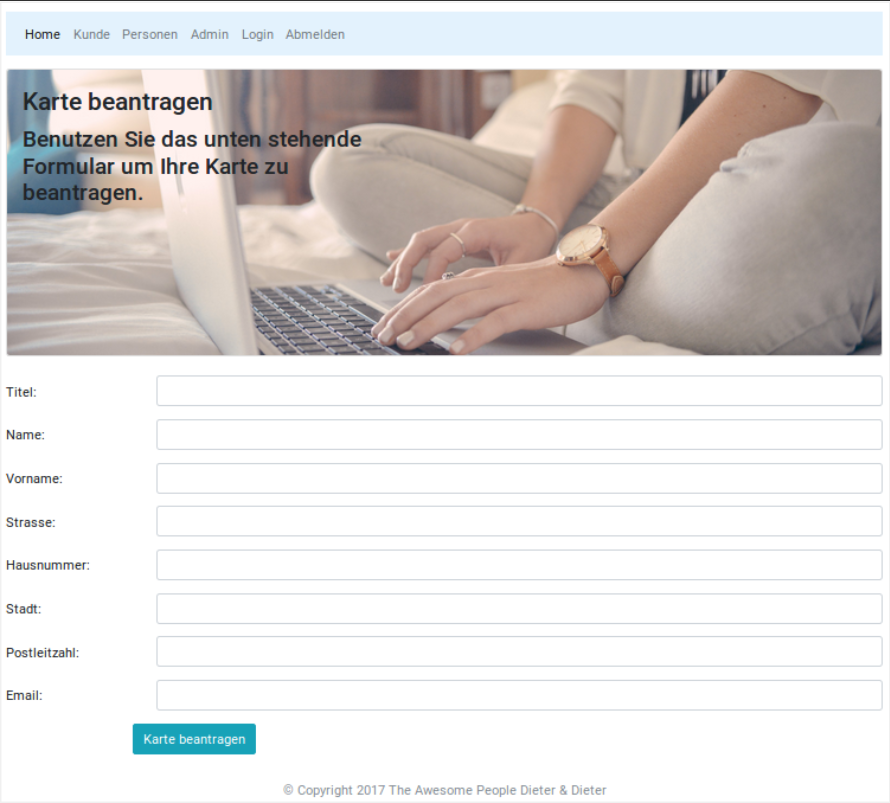 Home Kunde Personen Admin Login Abmelden
Karte beantragen
Benutzen Sie das unten stehende
Formular um Ihre Karte zu
beantragen.
Titel:
Name:
Vorname:
Strasse:
Hausnummer:
Stadt:
Postleitzahl:
Email:
Karte beantragen
© Copyright 2017 The Awesome People Dieter & Dieter